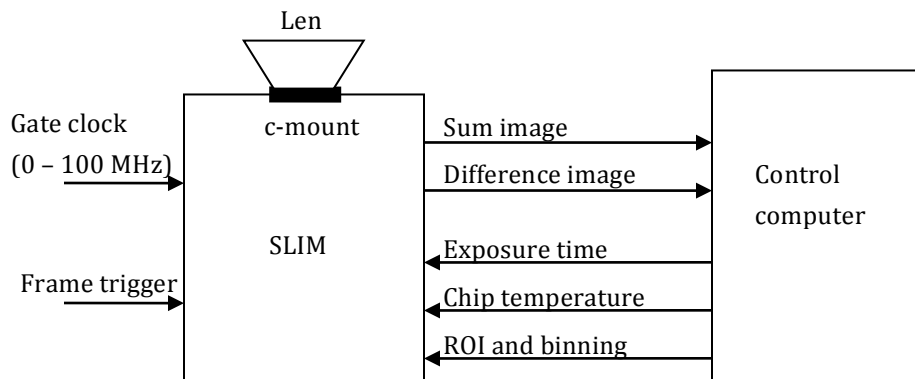 Len
c-mount
Gate clock
(0 – 100 MHz)
Sum image
Difference image
Control
computer
SLIM
Exposure time
Frame trigger
Chip temperature
ROI and binning